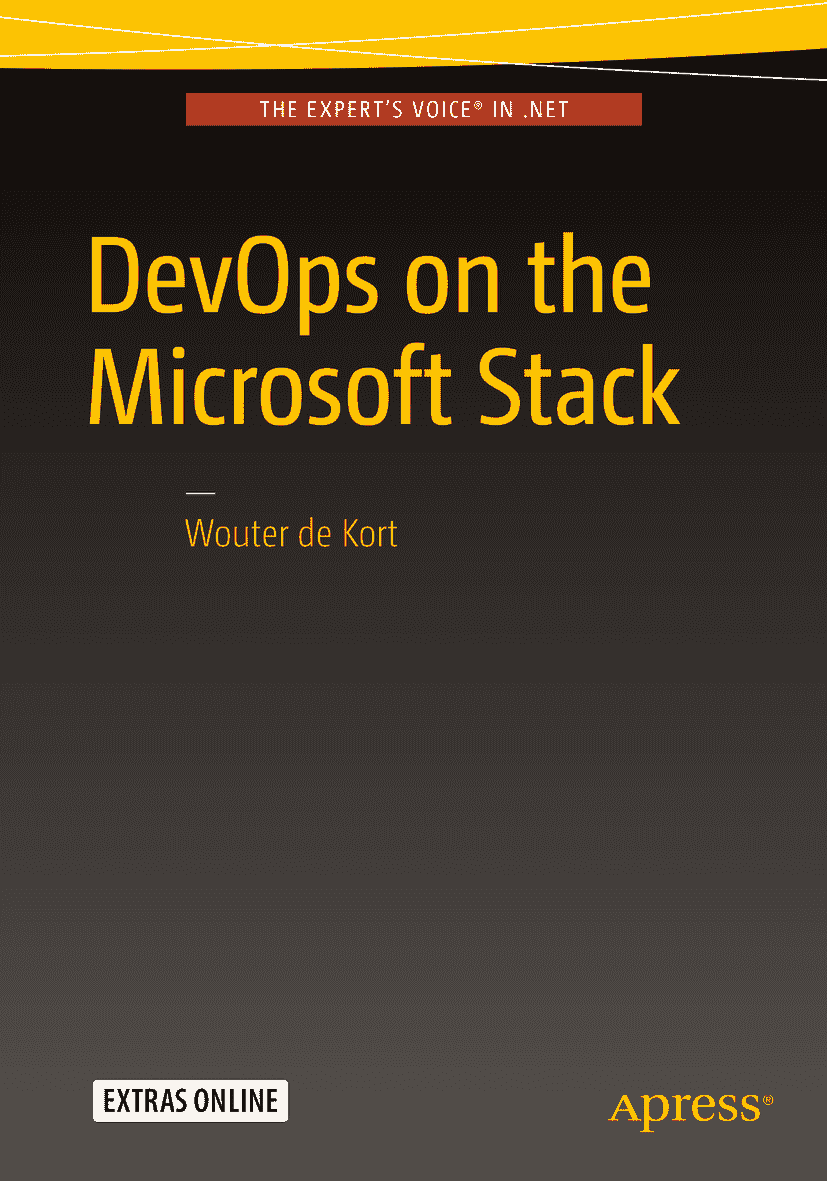 THE EXPERT'S VOICE® IN .NET
DevOps on the
Microsoft Stack
—
Wouter de Kort
EXTRAS ONLINE
Apress®